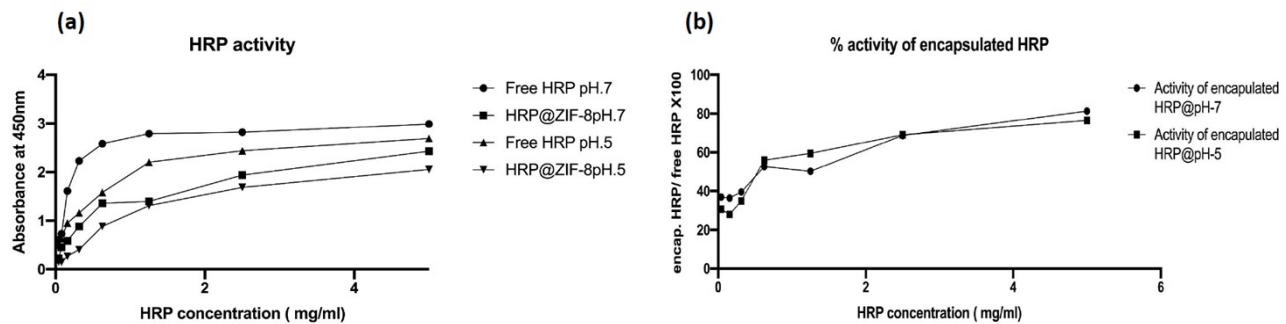 (a)
HRP activity
Absorbance at 450nm
4
3
2
1
0
0
2
4
HRP concentration ( mg/ml)
Free HRP pH.7
HRP@ZIF-8pH.7
Free HRP pH.5
HRP@ZIF-8pH.5
(b)
% activity of encapsulated HRP
encap. HRP/ free HRP X100
100
80
60
40
20
0
0
2
4
6
HRP concentration ( mg/ml)
Activity of encapulated
HRP@pH-7
Activity of encapulated
HRP@pH-5